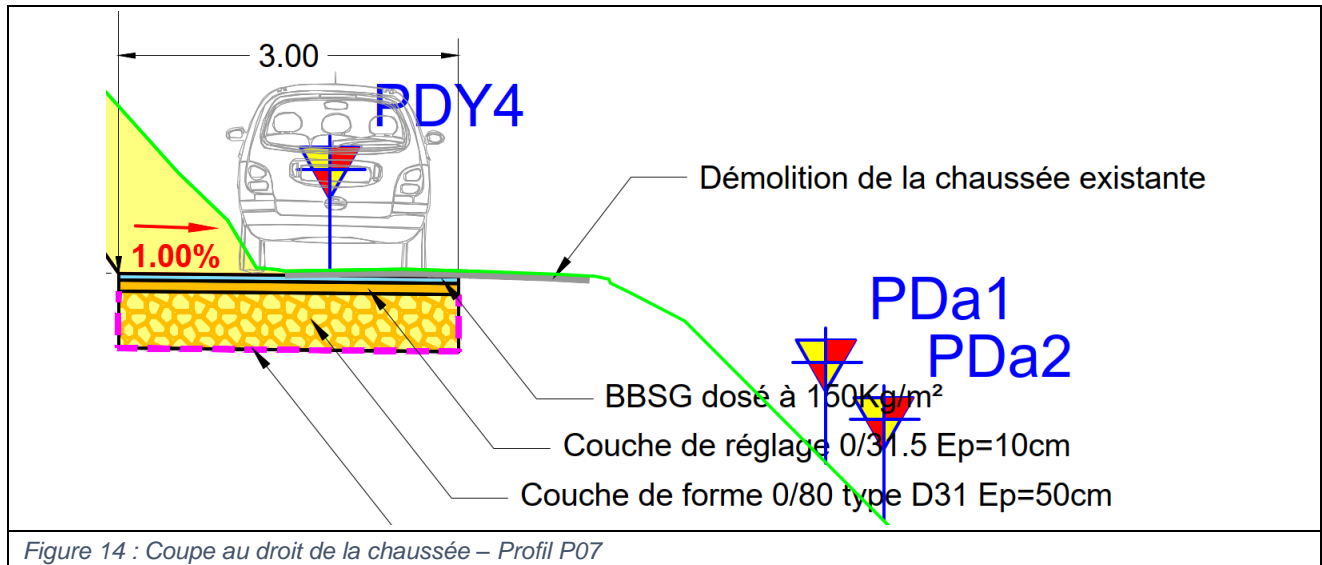 3.00
PDY4
Démolition de la chaussée existante
1.00%
PDa1
PDa2
BBSG dosé à 150Kg/m²
Couche de réglage 0/31.5 Ep=10cm
Couche de forme 0/80 type D31 Ep=50cm
Figure 14 : Coupe au droit de la chaussée – Profil P07